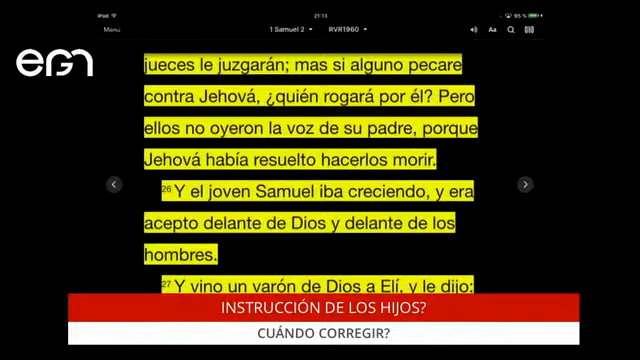 iPad
21:13
95 %
Menú
1 Samuel 2
RVR1960
Aa
EGN
jueces le juzgarán; mas si alguno pecare
contra Jehová, ¿quién rogará por él? Pero
ellos no oyeron la voz de su padre, porque
Jehová había resuelto hacerlos morir.
26 Y el joven Samuel iba creciendo, y era
acepto delante de Dios y delante de los
hombres.
27 Y vino un varón de Dios a Elí, y le dijo:
INSTRUCCIÓN DE LOS HIJOS?
CUÁNDO CORREGIR?